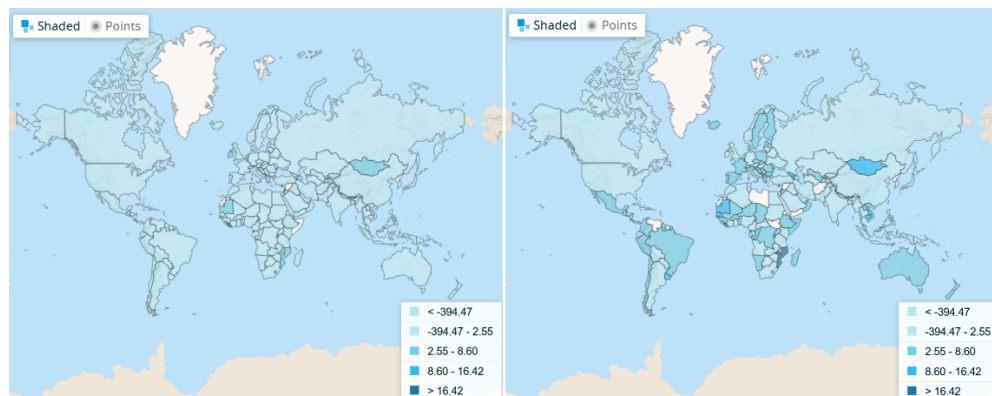 Shaded Points
< -394.47
-394.47 - 2.55
2.55 - 8.60
8.60 - 16.42
> 16.42
Shaded Points
< -394.47
-394.47 - 2.55
2.55 - 8.60
8.60 - 16.42
> 16.42